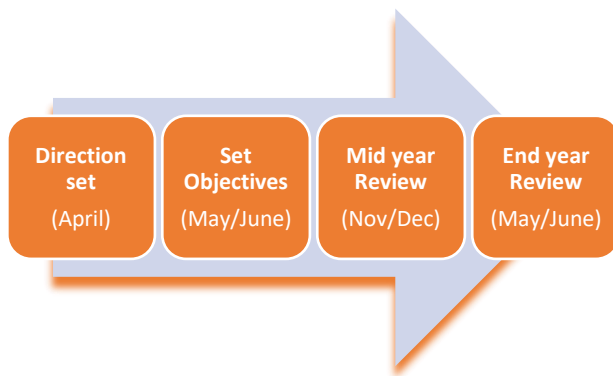 Direction
set
(April)
Set
Objectives
(May/June)
Mid year
Review
(Nov/Dec)
End year
Review
(May/June)